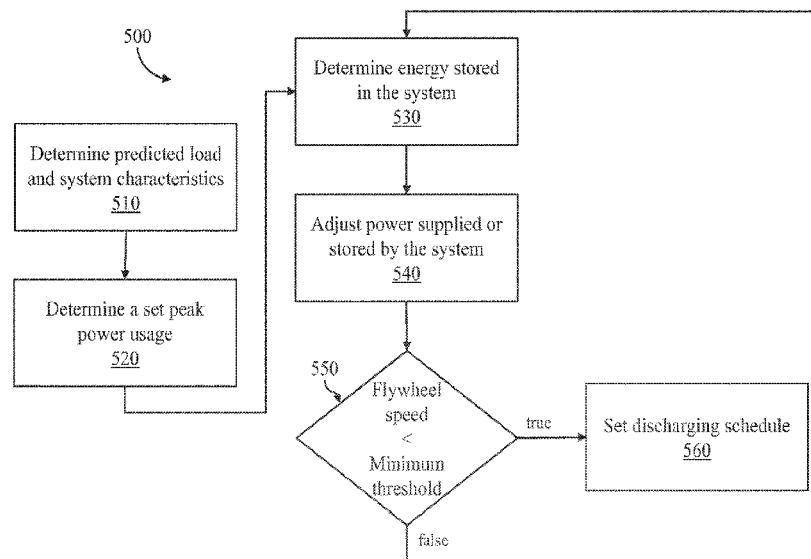 500
Determine predicted load
and system characteristics
510
Determine a set peak
power usage
520
Determine energy stored
in the system
530
Adjust power supplied or
stored by the system
540
550
Flywheel
speed
<
Minimum
threshold
true
false
Set discharging schedule
560